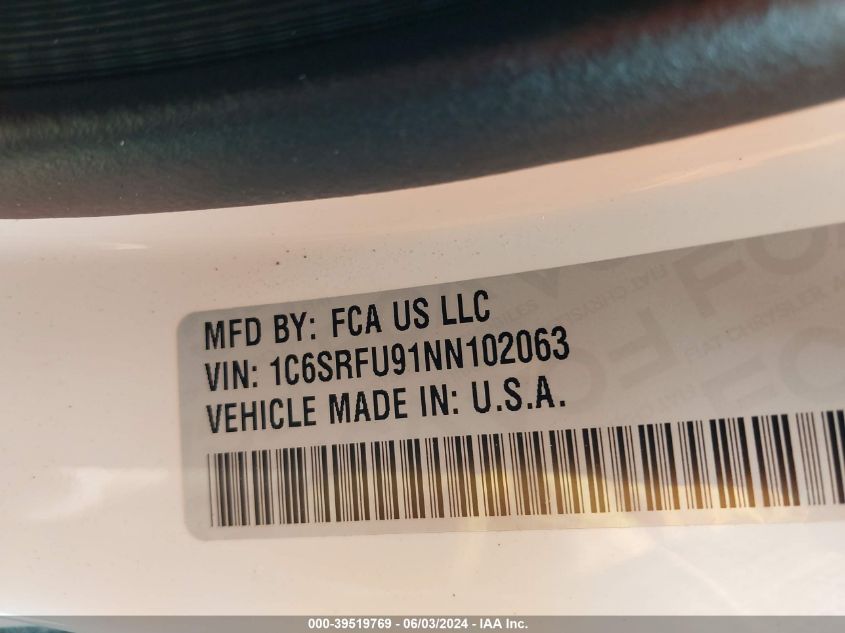 MFD BY: FCA US LLC
VIN: 1C6SRFU91NN102063
VEHICLE MADE IN: U.S.A.
000-39519769 - 06/03/2024 - IAA Inc.